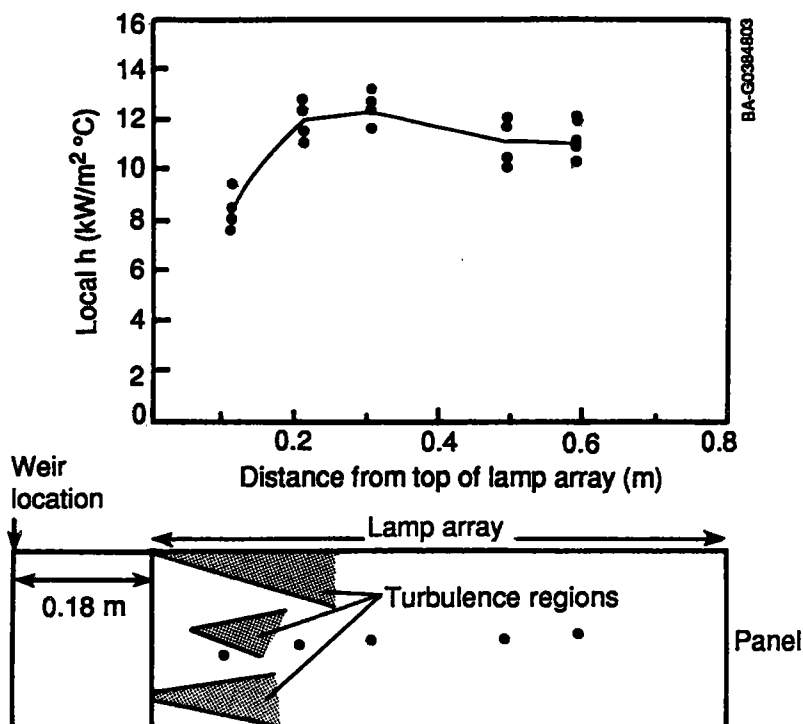 16
14
12
10
8
6
4
2
0
Local h (kW/m² °C)
BA-G0384803
0.2
0.4
0.6
0.8
Distance from top of lamp array (m)
Weir
location
Lamp array
0.18 m
Turbulence regions
Panel